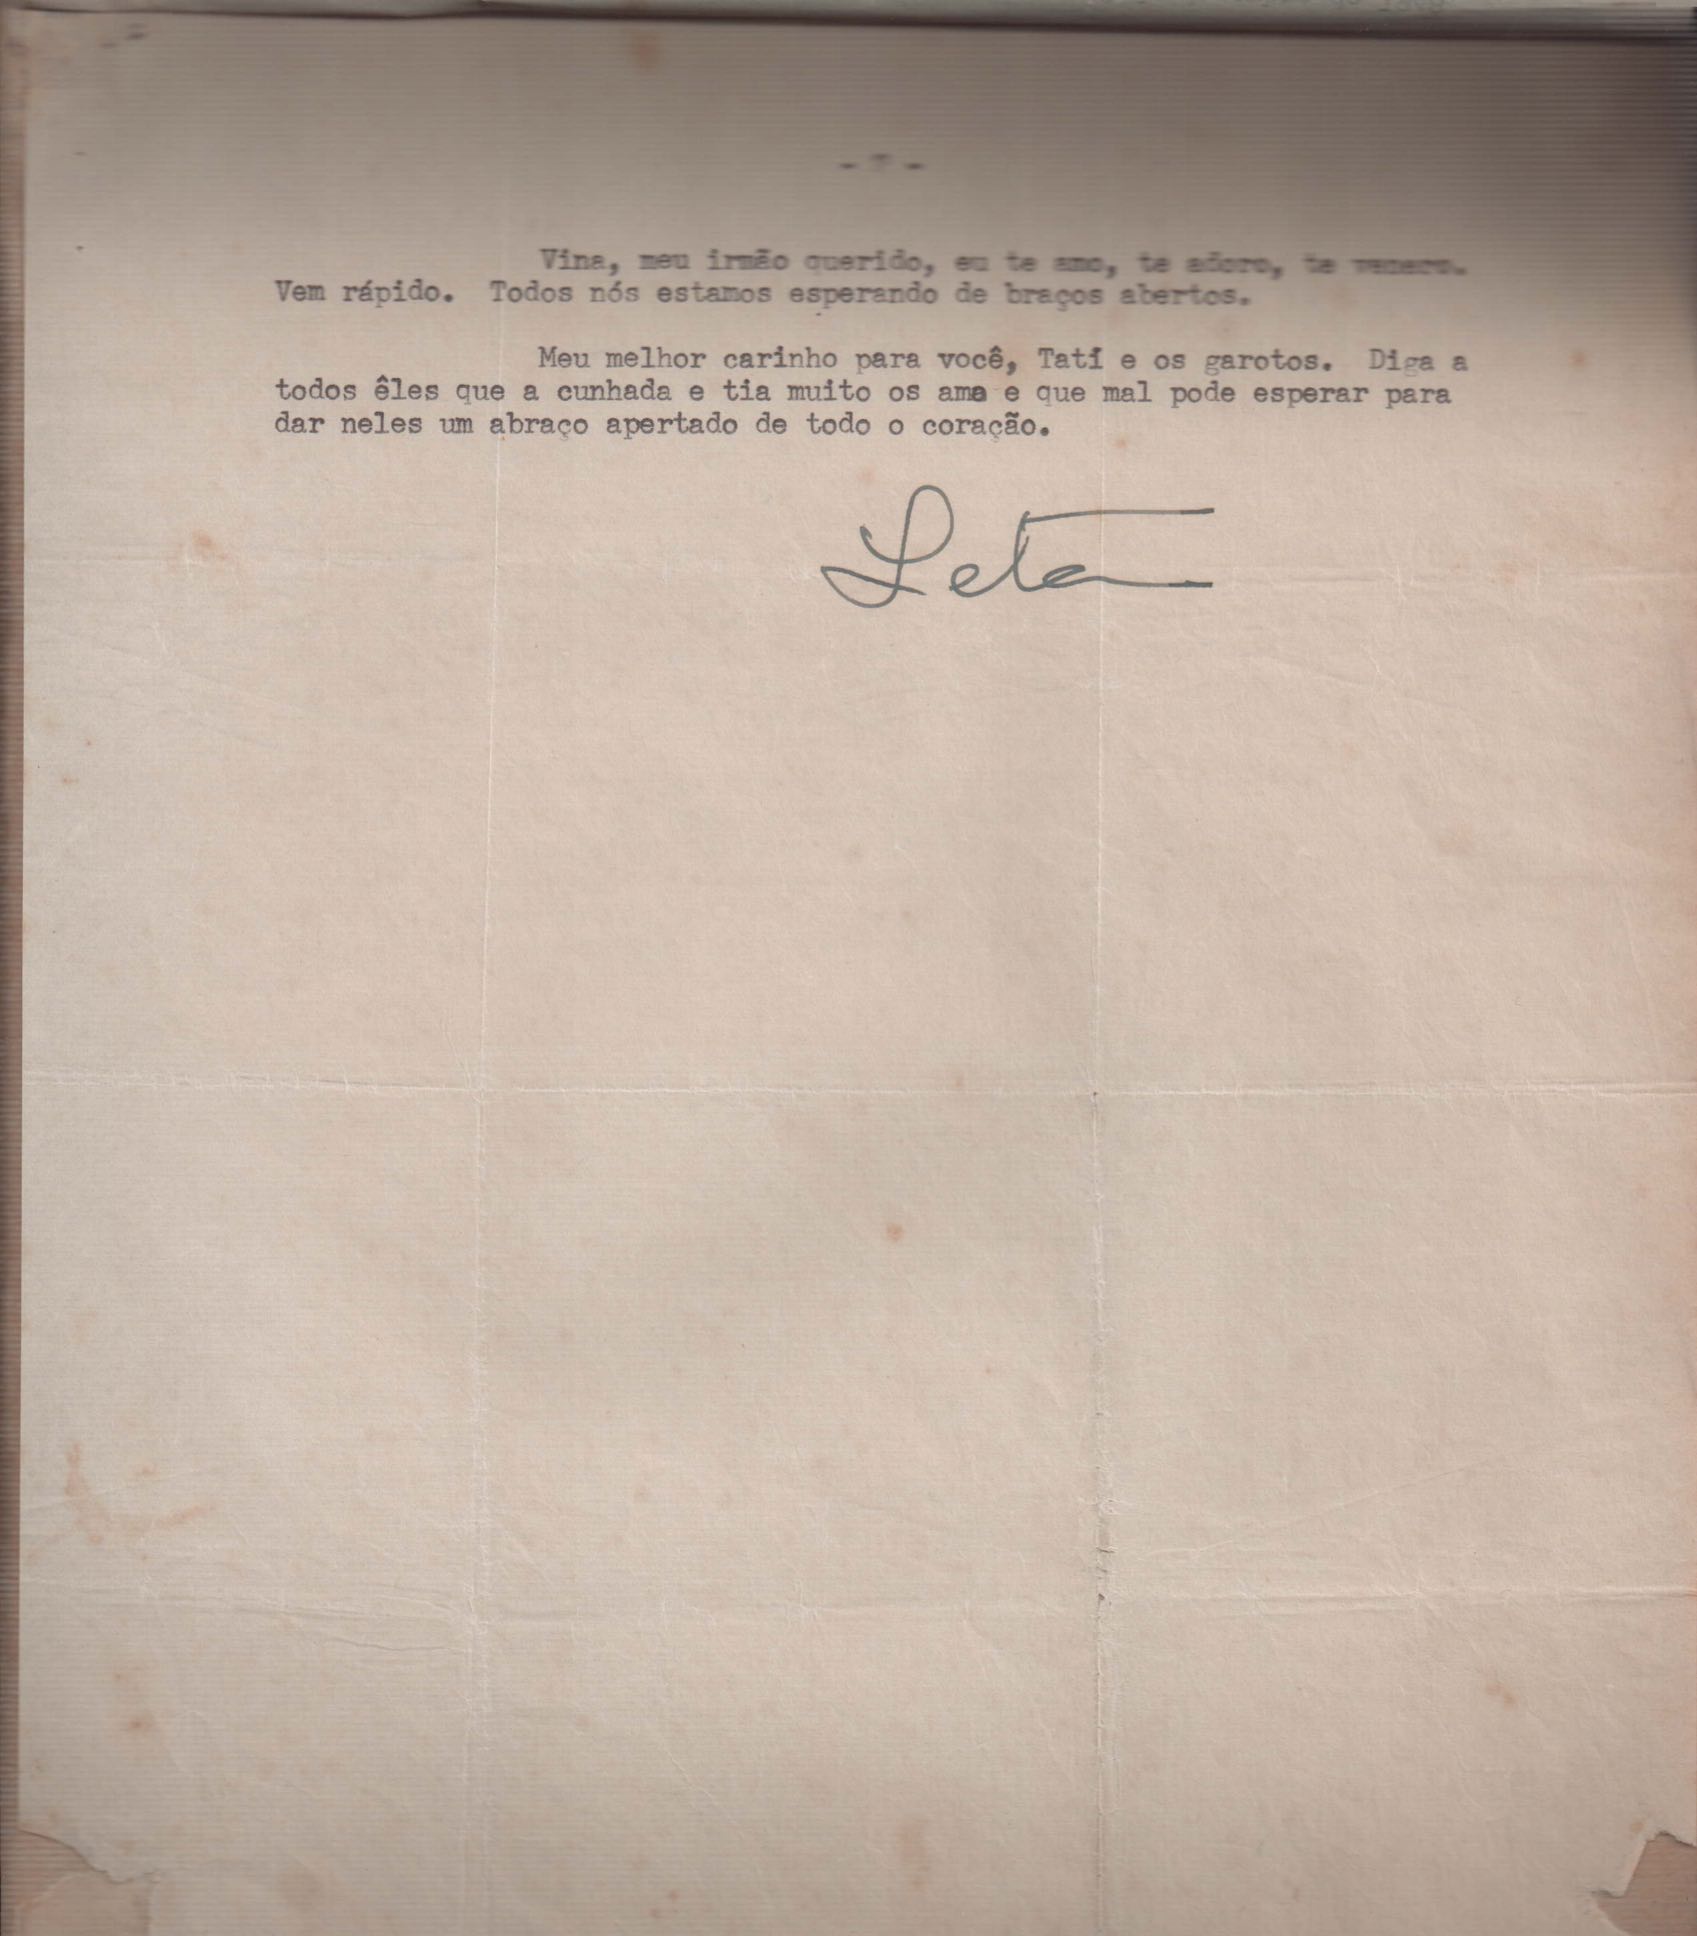 Vina, meu irmão querido, eu te amo, te adoro, te venero.
Vem rápido. Todos nós estamos esperando de braços abertos.
Meu melhor carinho para você, Tatí e os garotos. Diga a
todos êles que a cunhada e tia muito os ama e que mal pode esperar para
dar neles um abraço apertado de todo o coração.
Leta